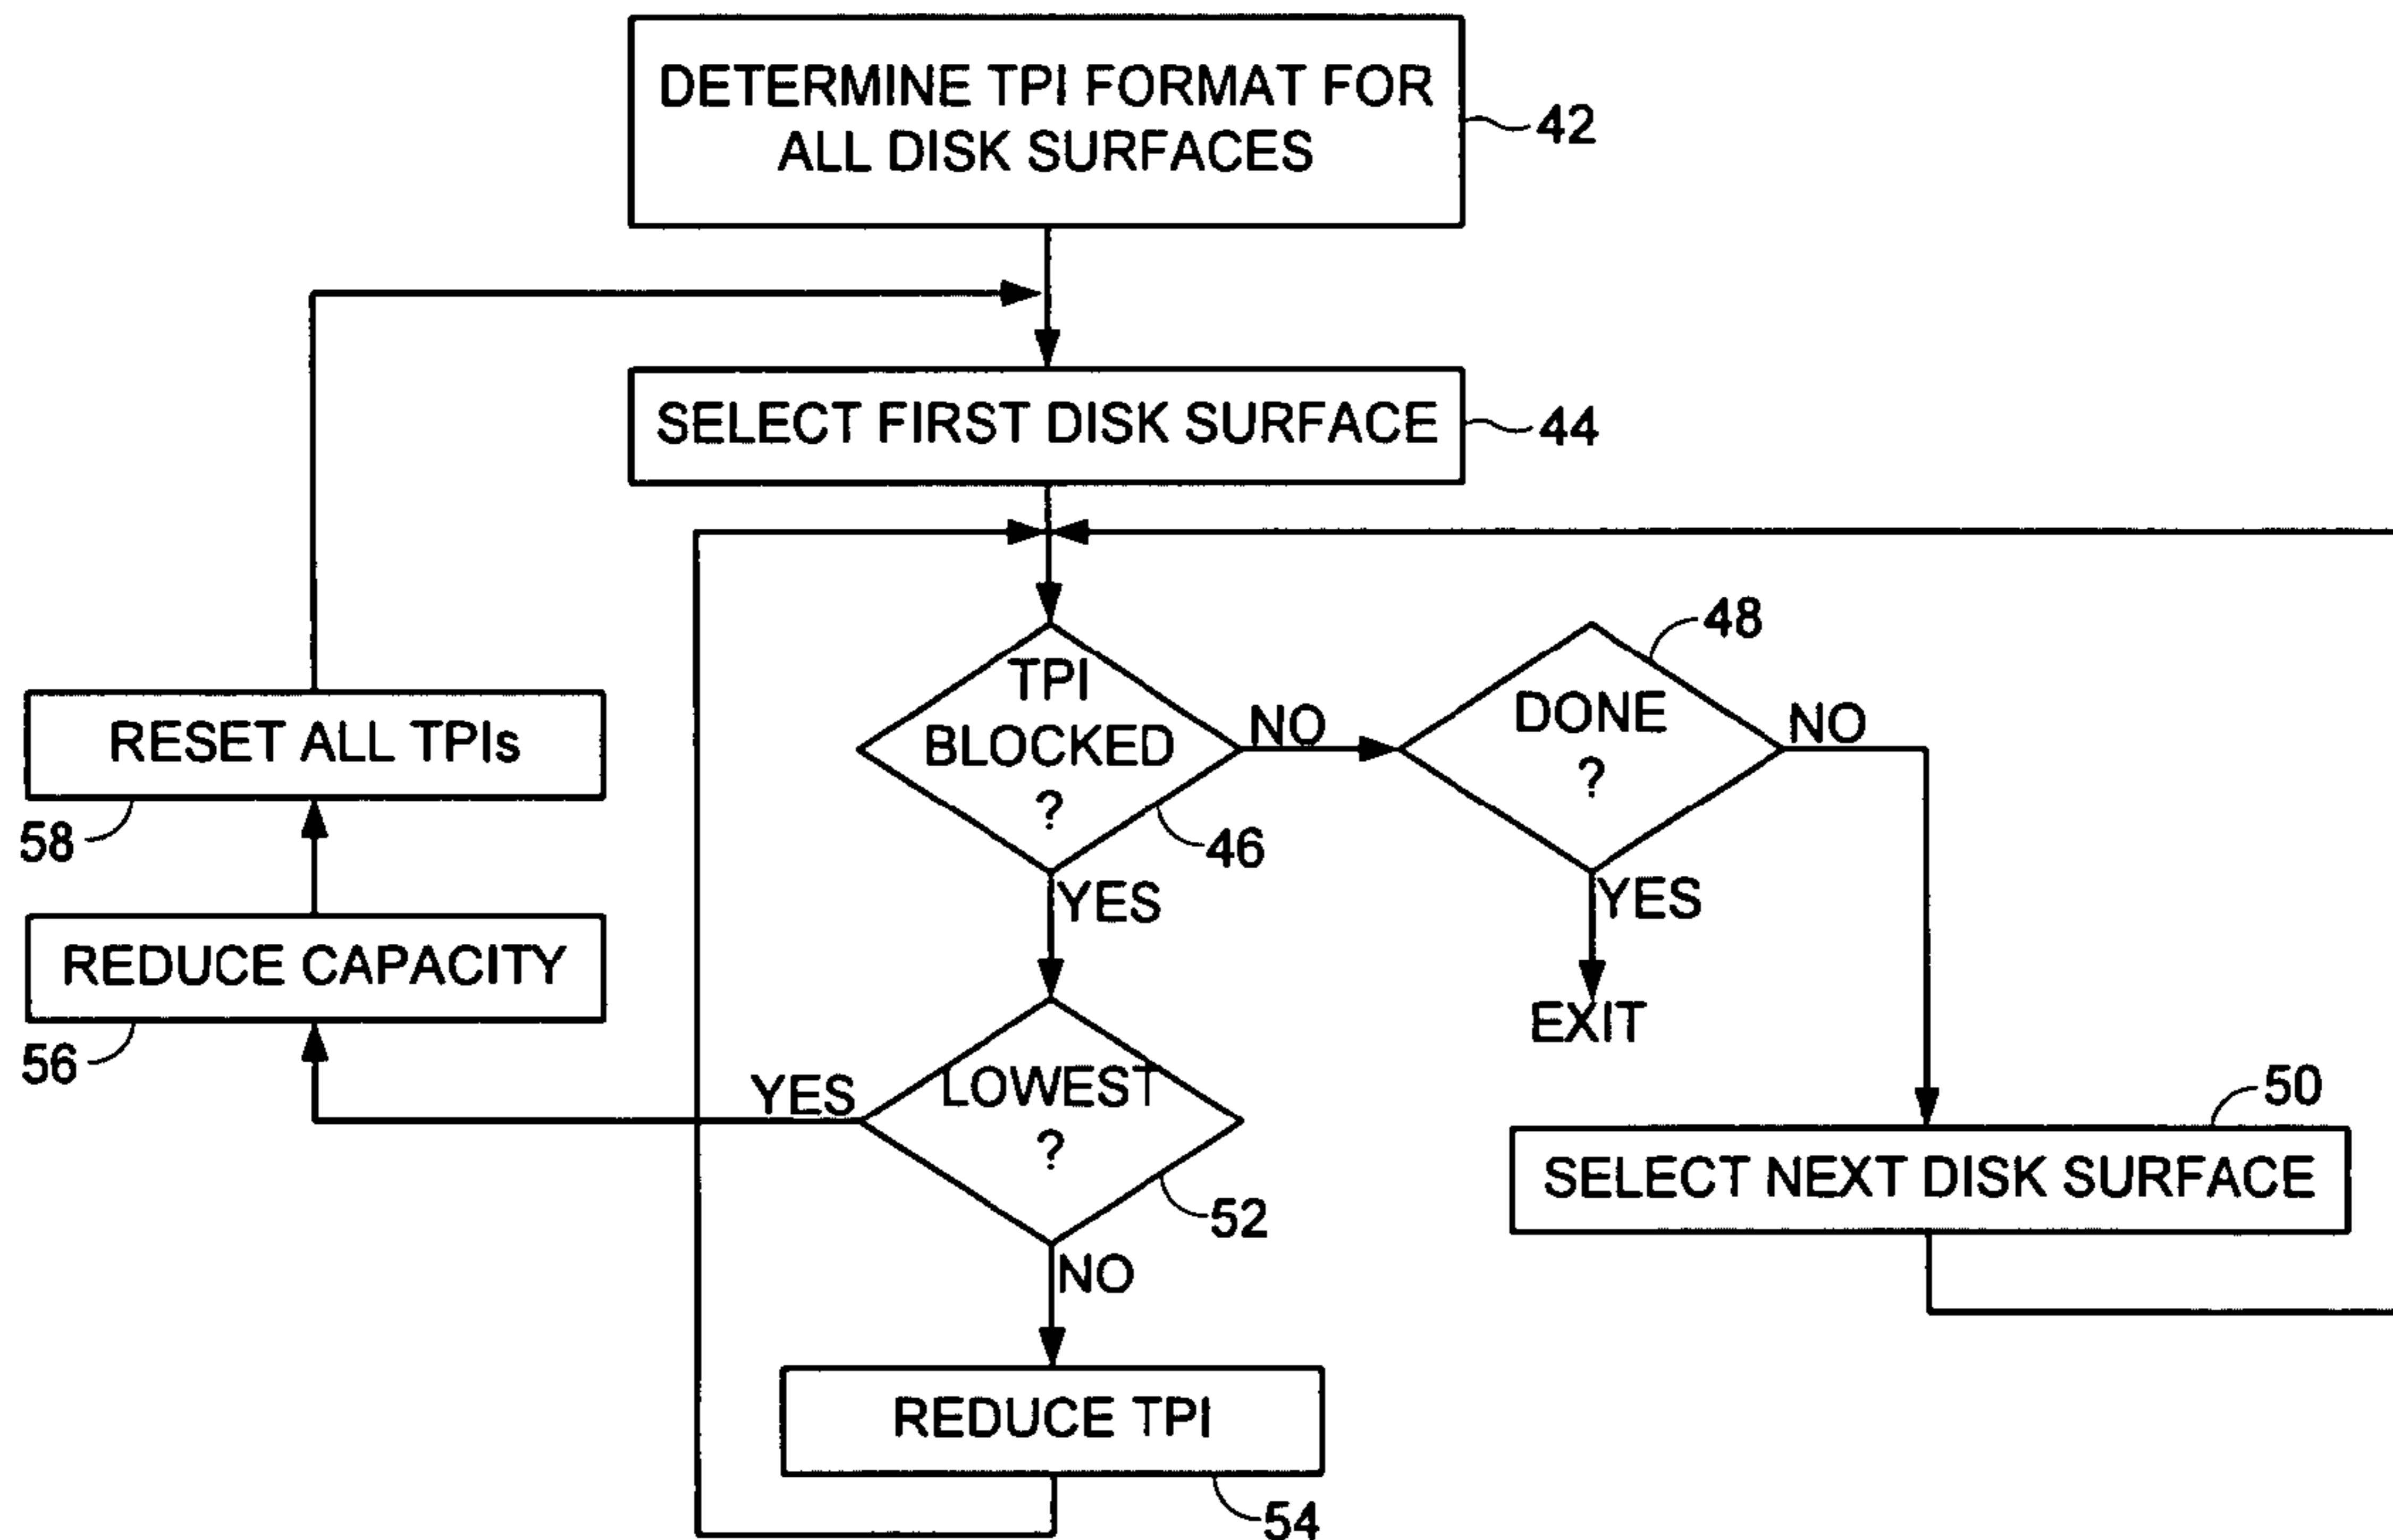 DETERMINE TPI FORMAT FOR
ALL DISK SURFACES
42
SELECT FIRST DISK SURFACE
44
TPI
BLOCKED
?
46
NO
YES
DONE
?
48
NO
YES
EXIT
RESET ALL TPIs
58
REDUCE CAPACITY
56
LOWEST
?
52
YES
NO
SELECT NEXT DISK SURFACE
50
REDUCE TPI
54